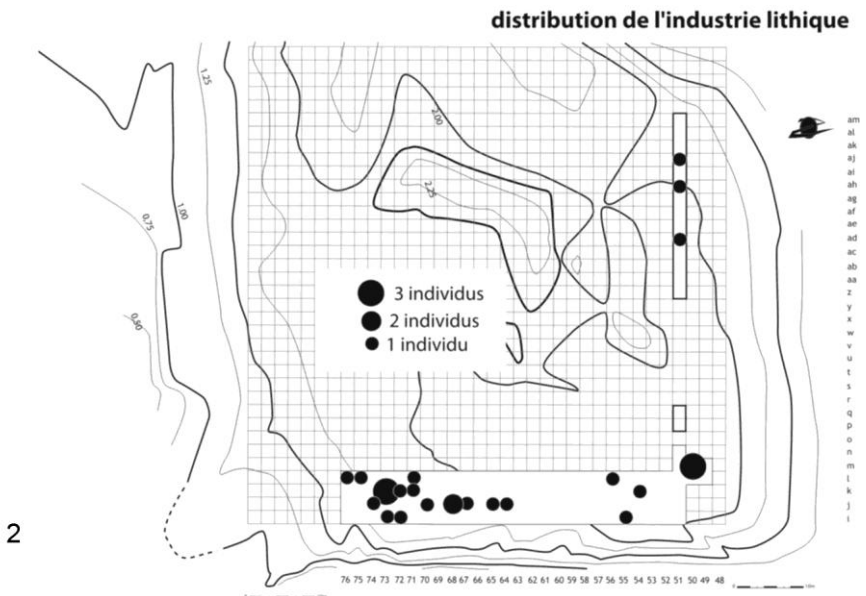 distribution de l'industrie lithique
1.25
2.00
2.25
0.75
1.00
0.80
3 individus
2 individus
1 individu
am
al
ak
aj
ai
ah
ag
af
ae
ad
ac
ab
aa
z
y
x
w
v
u
t
s
r
q
p
o
n
m
l
k
j
i
2
76 75 74 73 72 71 70 69 68 67 66 65 64 63 62 61 60 59 58 57 56 55 54 53 52 51 50 49 48